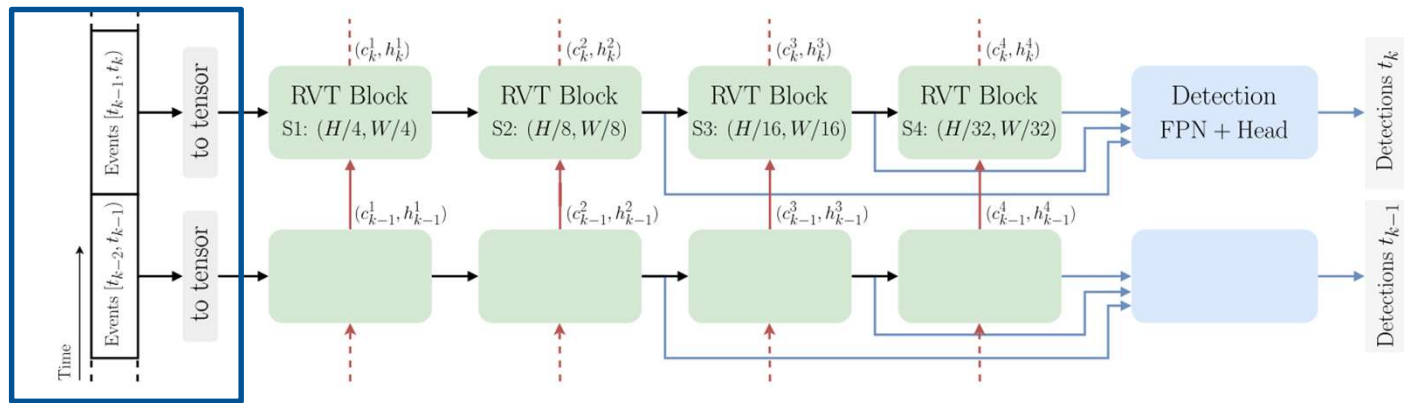 Time
Events [t_{k-1}, t_k)
to tensor
(c_k^1, h_k^1)
RVT Block
S1: (H/4, W/4)
(c_k^2, h_k^2)
RVT Block
S2: (H/8, W/8)
(c_k^3, h_k^3)
RVT Block
S3: (H/16, W/16)
(c_k^4, h_k^4)
RVT Block
S4: (H/32, W/32)
Detection
FPN + Head
Detections t_k
Events [t_{k-2}, t_{k-1})
to tensor
(c_{k-1}^1, h_{k-1}^1)
(c_{k-1}^2, h_{k-1}^2)
(c_{k-1}^3, h_{k-1}^3)
(c_{k-1}^4, h_{k-1}^4)
Detections t_{k-1}